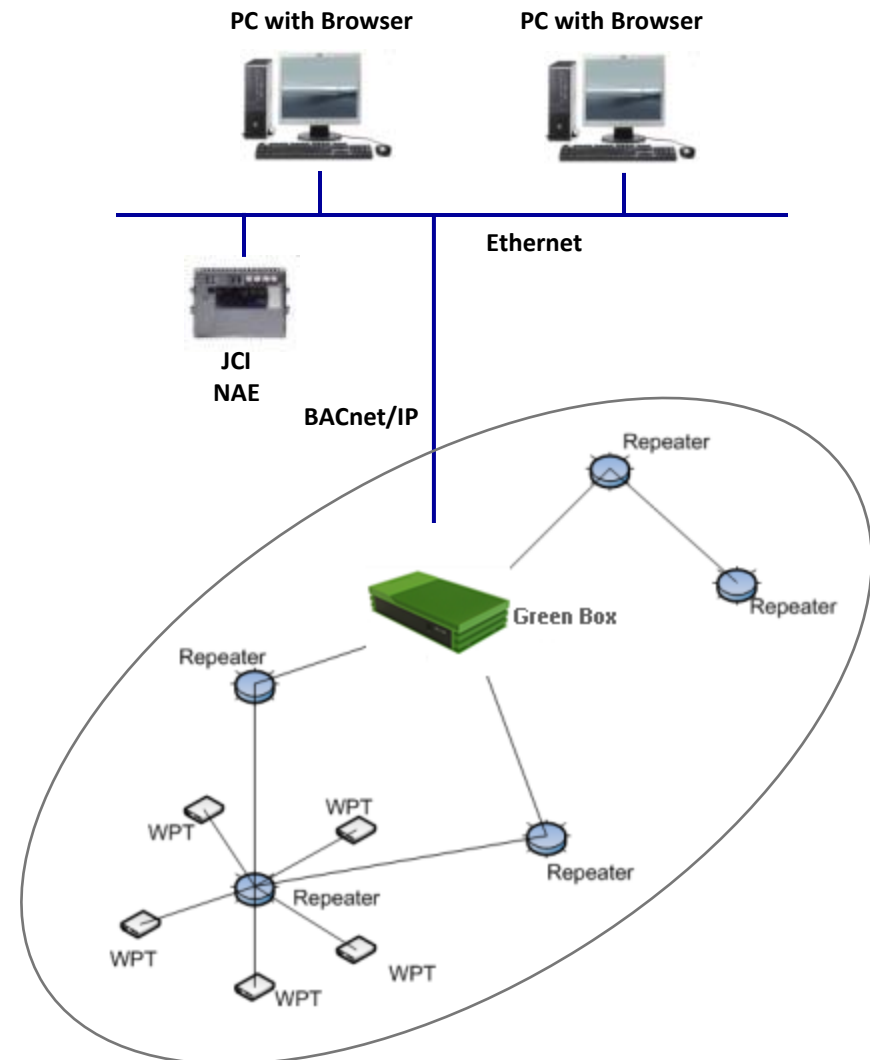 PC with Browser
PC with Browser
Ethernet
JCI
NAE
BACnet/IP
Repeater
Repeater
Green Box
Repeater
WPT
WPT
Repeater
Repeater
WPT
WPT
WPT